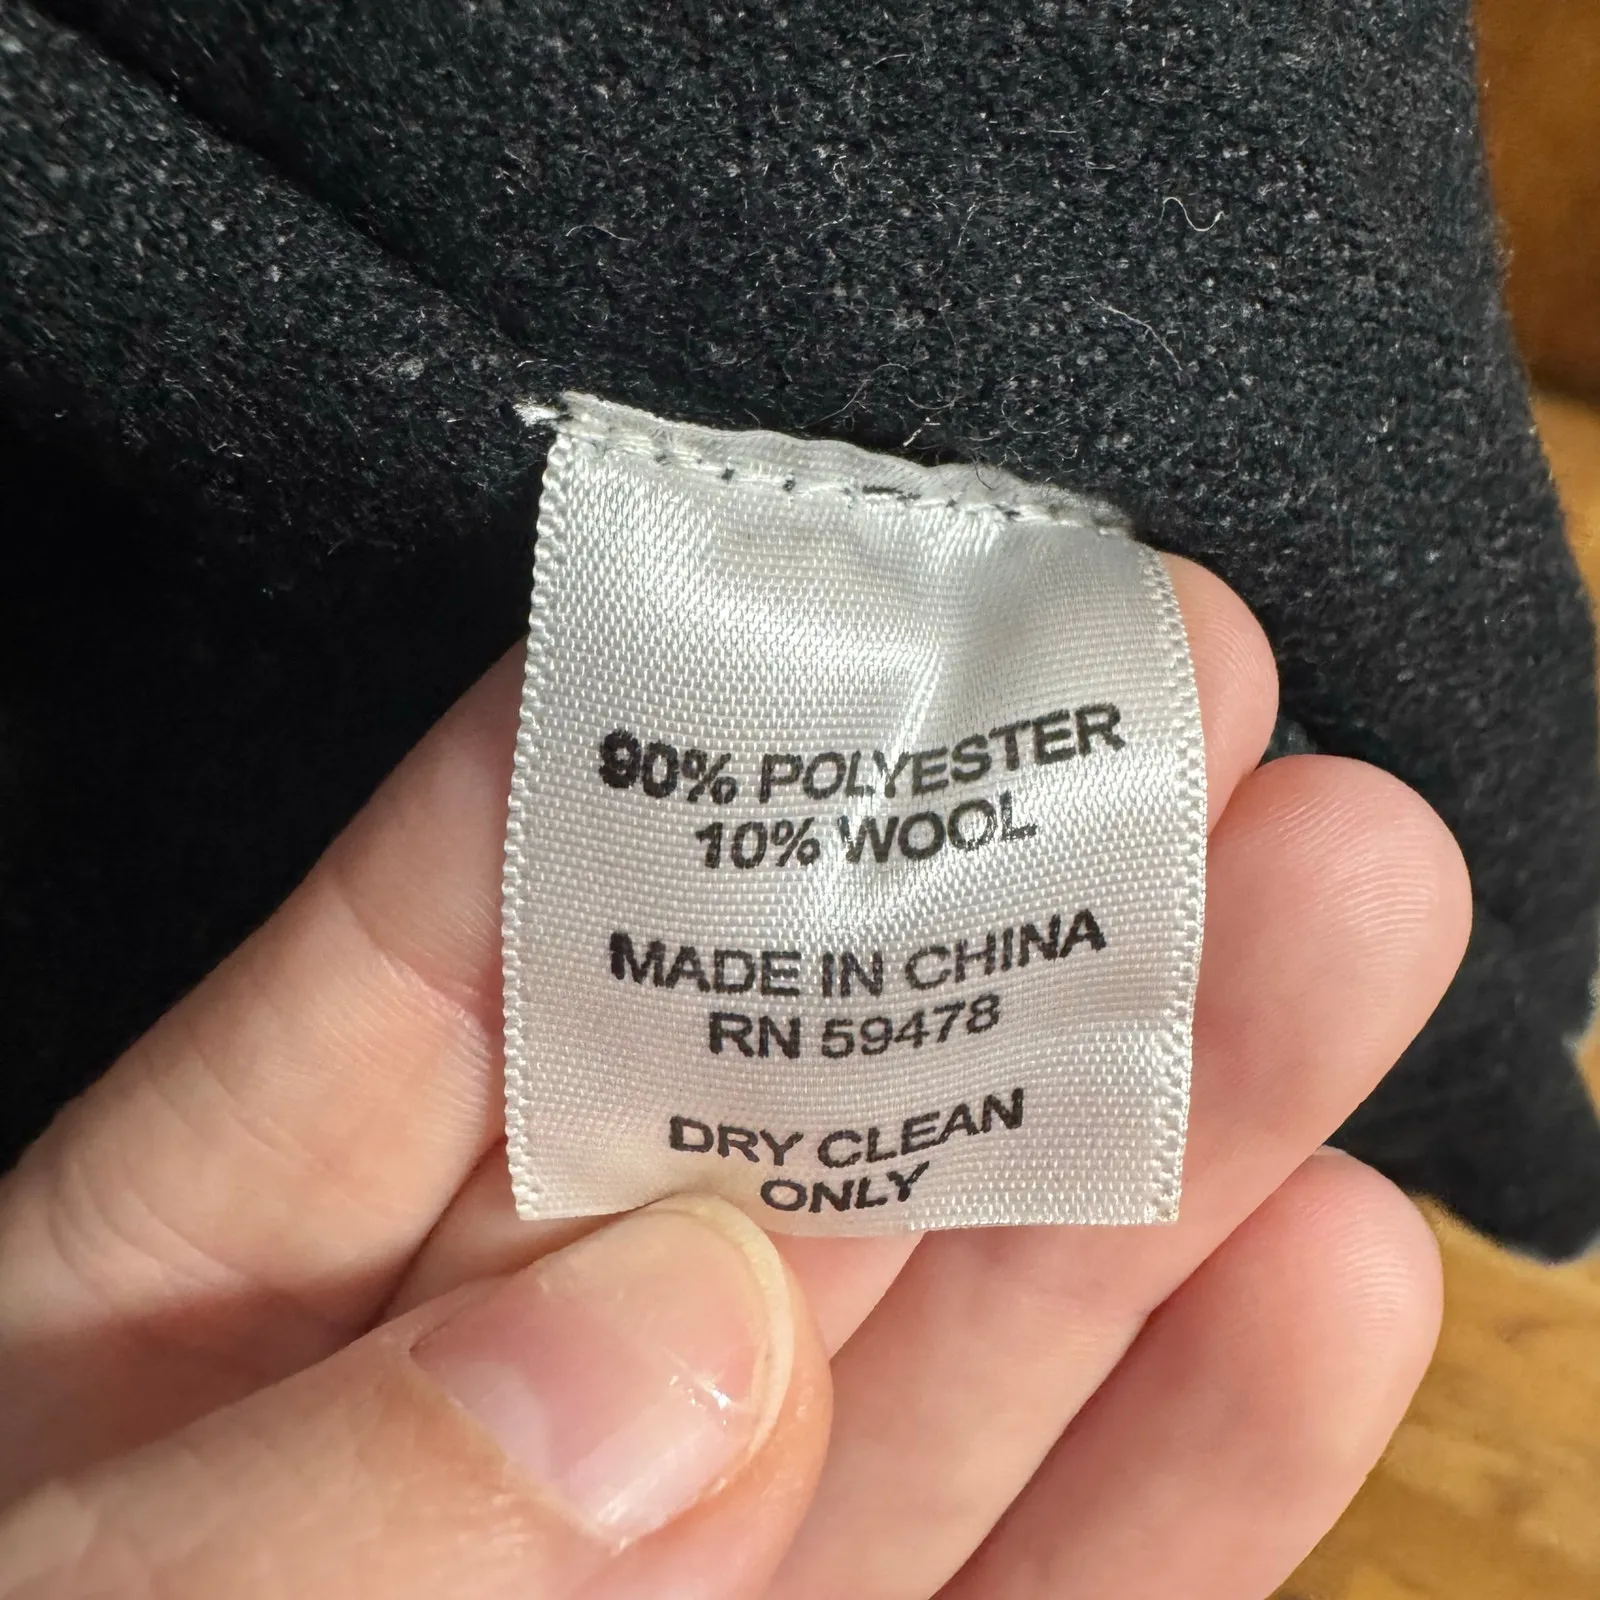 90% POLYESTER
10% WOOL
MADE IN CHINA
RN 59478
DRY CLEAN
ONLY